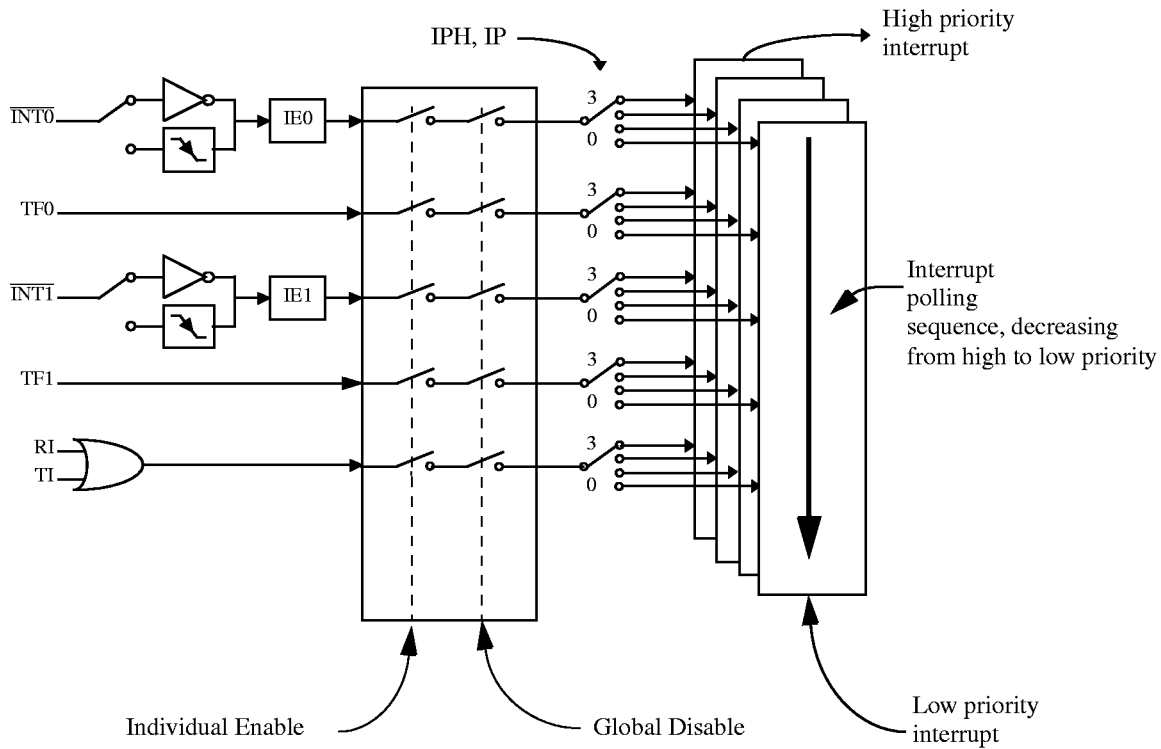 IPH, IP
High priority
interrupt
INT0
IE0
3
0
TF0
3
0
INT1
IE1
3
0
Interrupt
polling
sequence, decreasing
from high to low priority
TF1
3
0
RI
TI
3
0
Individual Enable
Global Disable
Low priority
interrupt